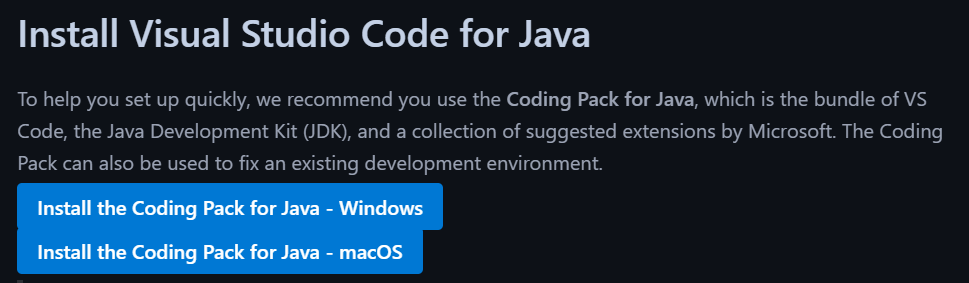 Install Visual Studio Code for Java
To help you set up quickly, we recommend you use the Coding Pack for Java, which is the bundle of VS
Code, the Java Development Kit (JDK), and a collection of suggested extensions by Microsoft. The Coding
Pack can also be used to fix an existing development environment.
Install the Coding Pack for Java - Windows
Install the Coding Pack for Java - macOS